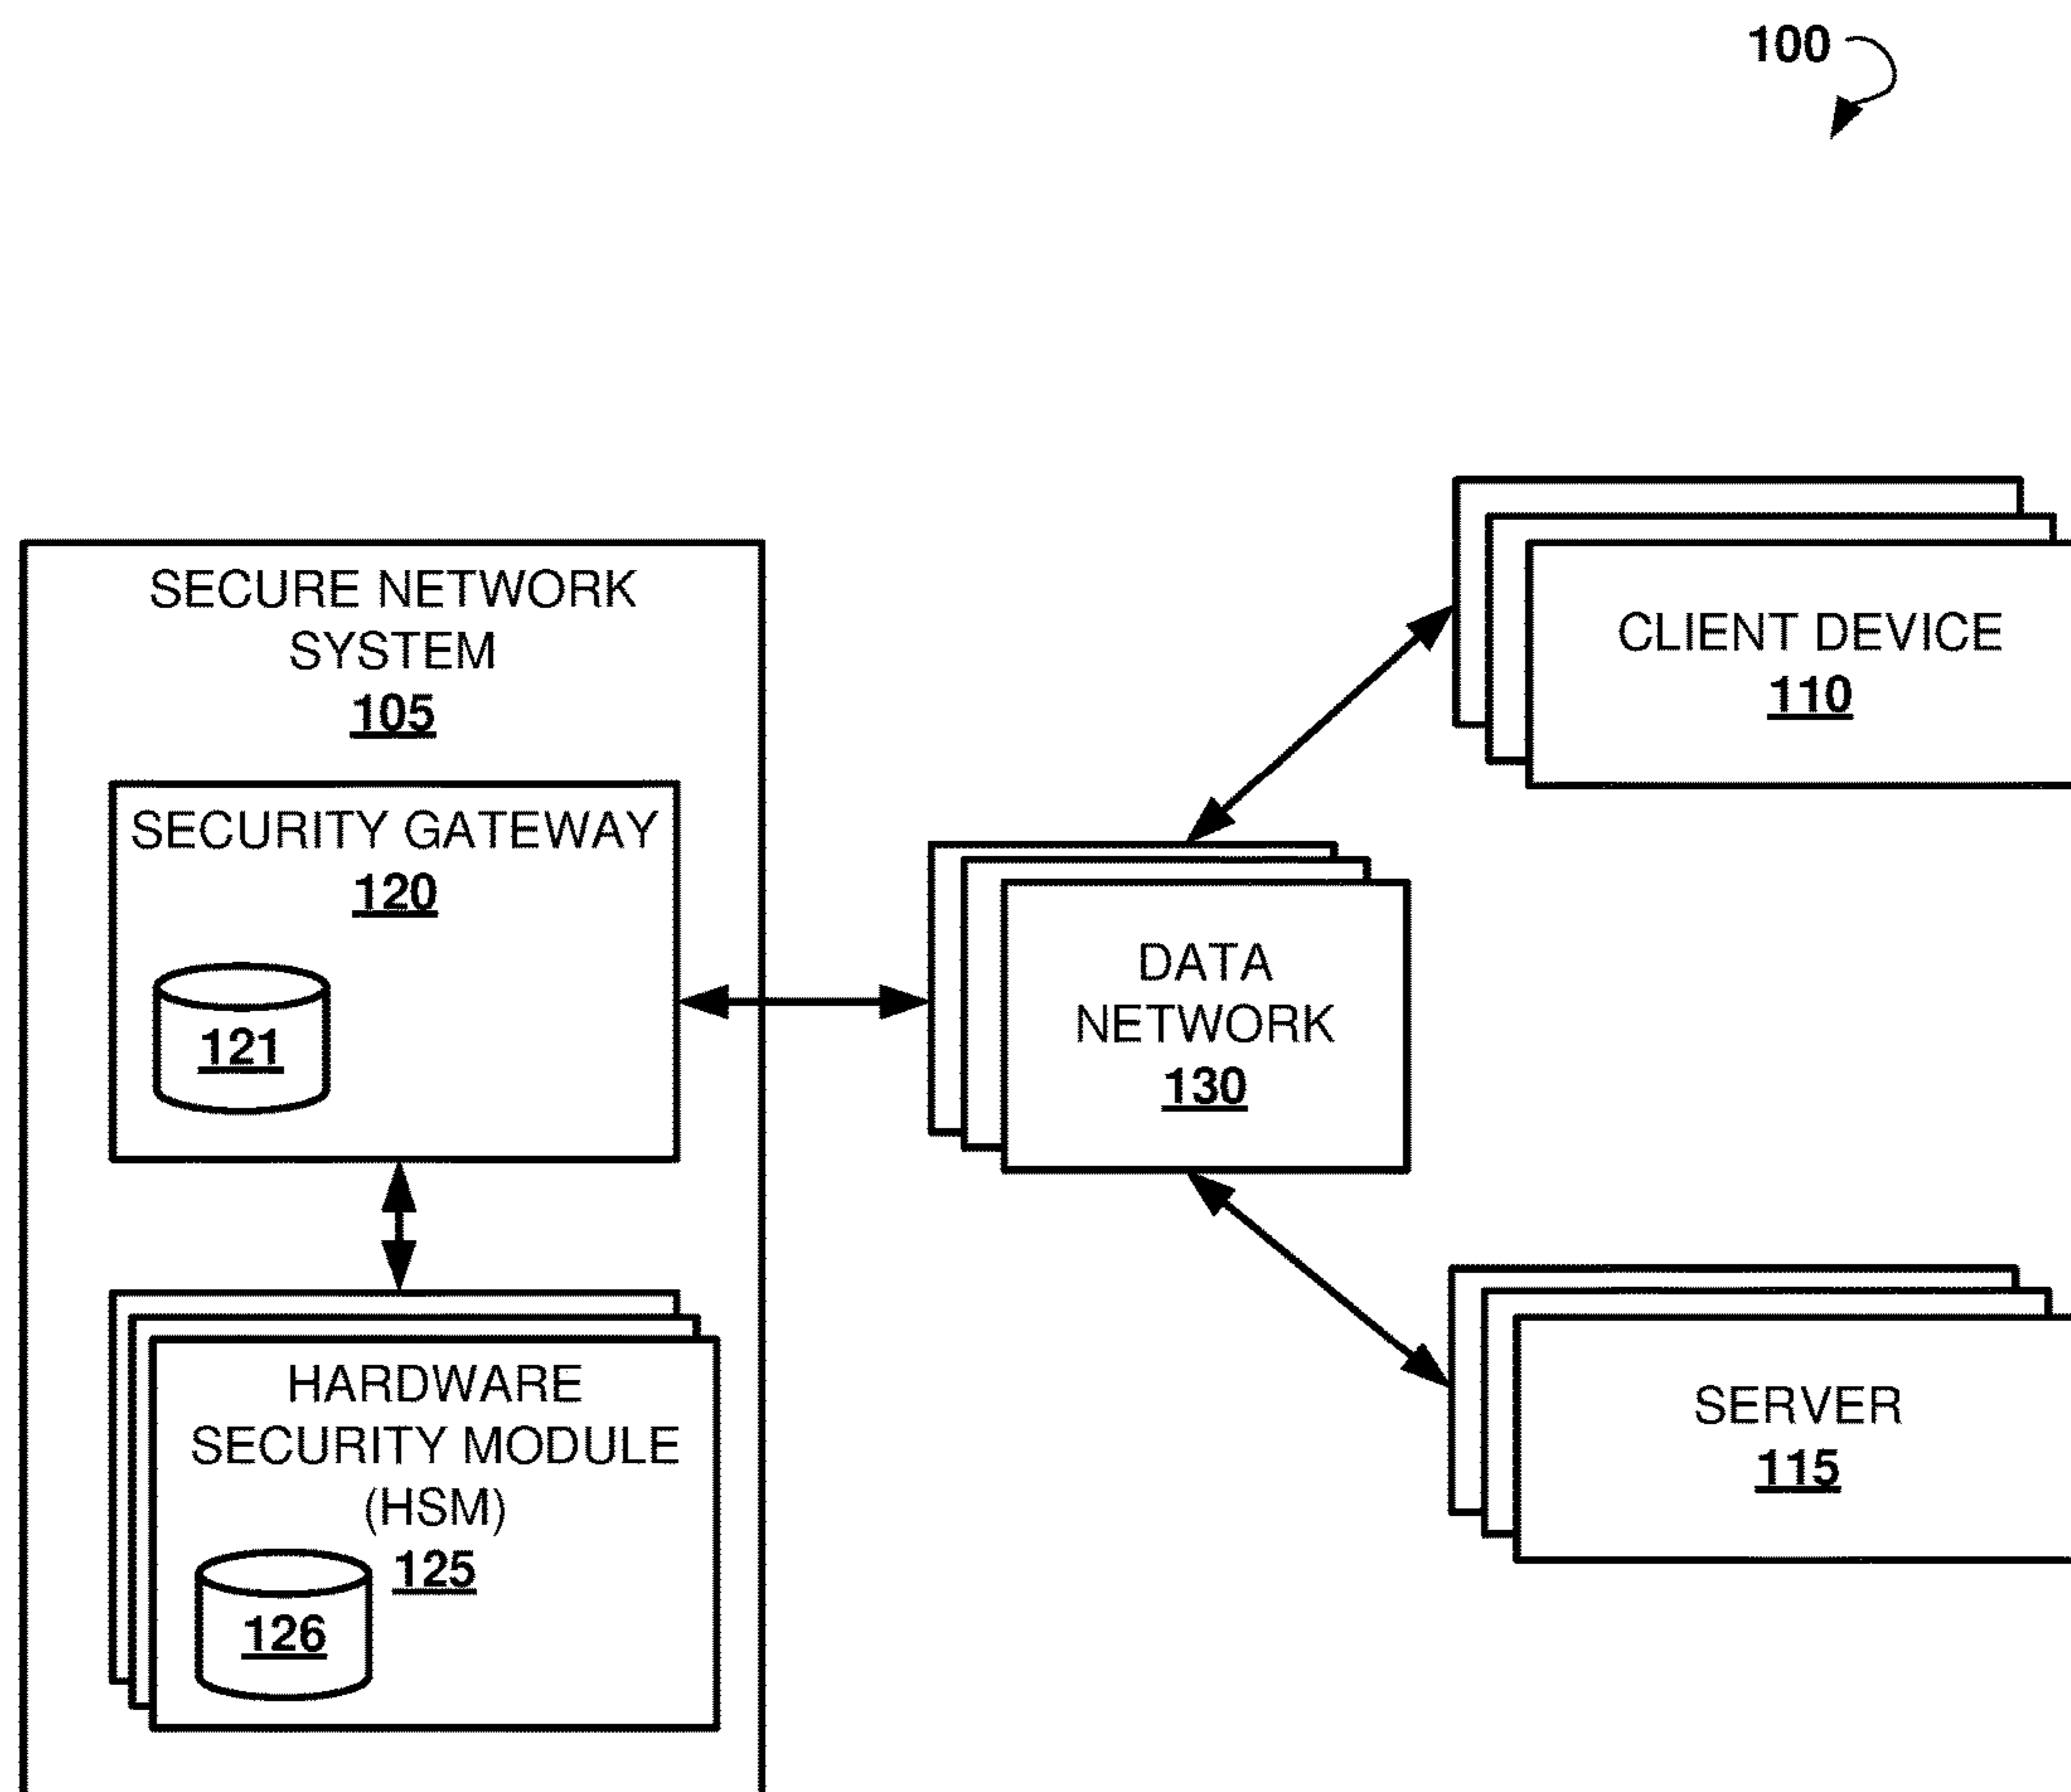 100
SECURE NETWORK
SYSTEM
105
SECURITY GATEWAY
120
121
HARDWARE
SECURITY MODULE
(HSM)
125
126
DATA
NETWORK
130
CLIENT DEVICE
110
SERVER
115